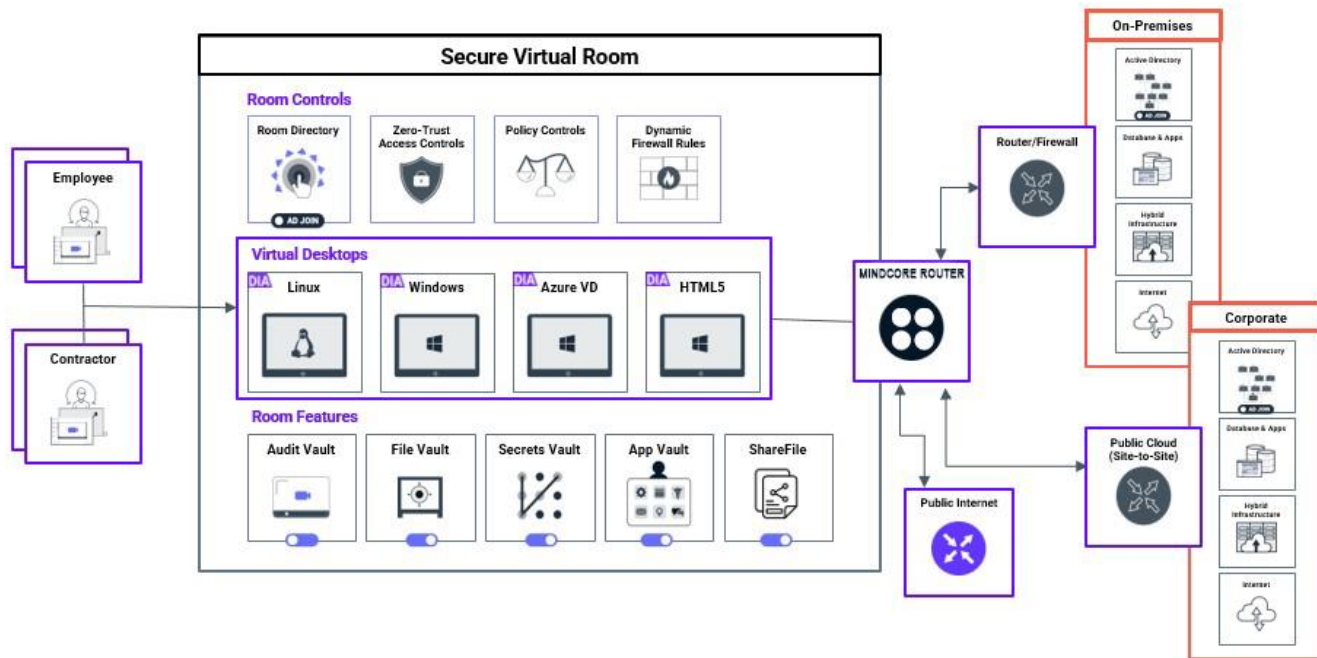 Secure Virtual Room
Room Controls
Room Directory
AD JOIN
Zero-Trust
Access Controls
Policy Controls
Dynamic
Firewall Rules
Employee
Contractor
Virtual Desktops
DIA
Linux
DIA
Windows
DIA
Azure VD
DIA
HTML5
Room Features
Audit Vault
File Vault
Secrets Vault
App Vault
ShareFile
MINDCORE ROUTER
Router/Firewall
Public Internet
Public Cloud
(Site-to-Site)
On-Premises
Active Directory
AD JOIN
Database & Apps
Hybrid
Infrastructure
Internet
Corporate
Active Directory
AD JOIN
Database & Apps
Hybrid
Infrastructure
Internet